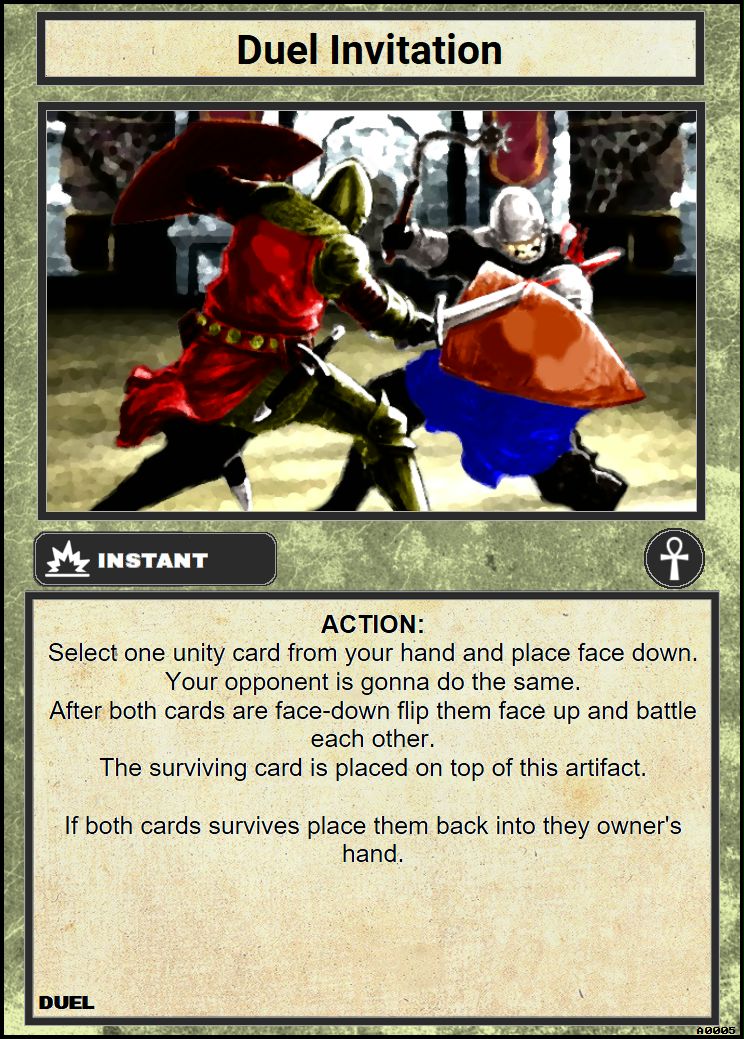 Duel Invitation
INSTANT
ACTION:
Select one unity card from your hand and place face down.
Your opponent is gonna do the same.
After both cards are face-down flip them face up and battle
each other.
The surviving card is placed on top of this artifact.
If both cards survives place them back into they owner's
hand.
DUEL
A0005